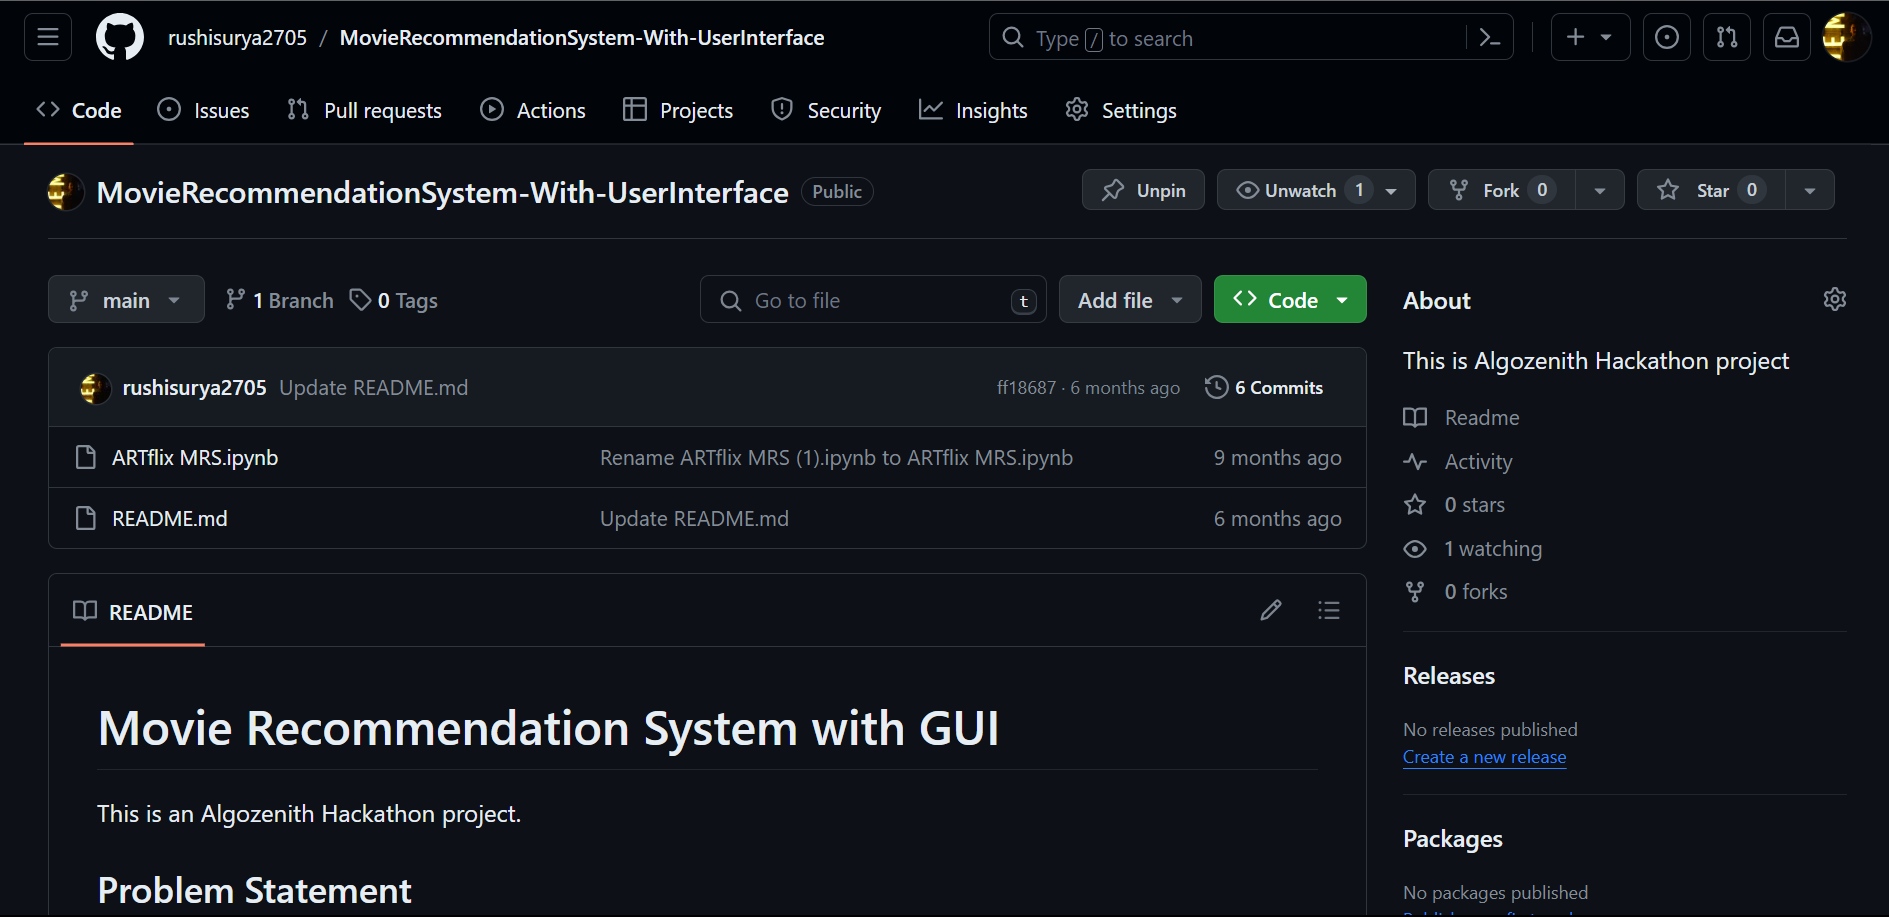 rushisurya2705 / MovieRecommendationSystem-With-UserInterface
Type / to search
Code Issues Pull requests Actions Projects Security Insights Settings
MovieRecommendationSystem-With-UserInterface Public
Unpin Unwatch 1 Fork 0 Star 0
main 1 Branch 0 Tags
Go to file t Add file Code
rushisurya2705 Update README.md ff18687 · 6 months ago 6 Commits
ARTflix MRS.ipynb Rename ARTflix MRS (1).ipynb to ARTflix MRS.ipynb 9 months ago
README.md Update README.md 6 months ago
README
Movie Recommendation System with GUI
This is an Algozenith Hackathon project.
Problem Statement
About
This is Algozenith Hackathon project
Readme
Activity
0 stars
1 watching
0 forks
Releases
No releases published
Create a new release
Packages
No packages published